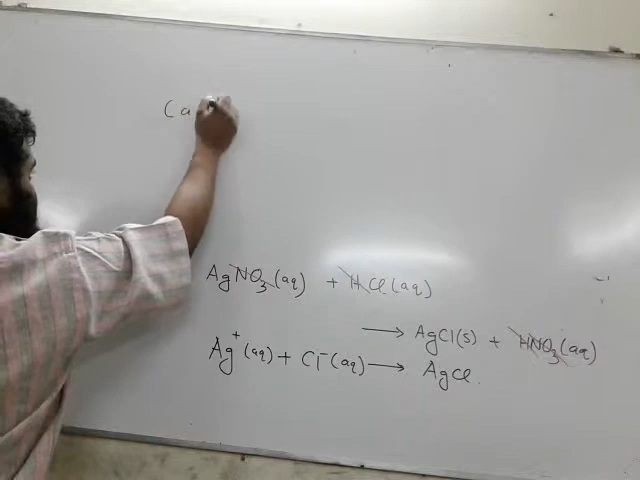 Ca
AgNO₃(aq) + HCl(aq)
⟶ AgCl(s) + HNO₃(aq)
Ag⁺(aq) + Cl⁻(aq) ⟶ AgCl.